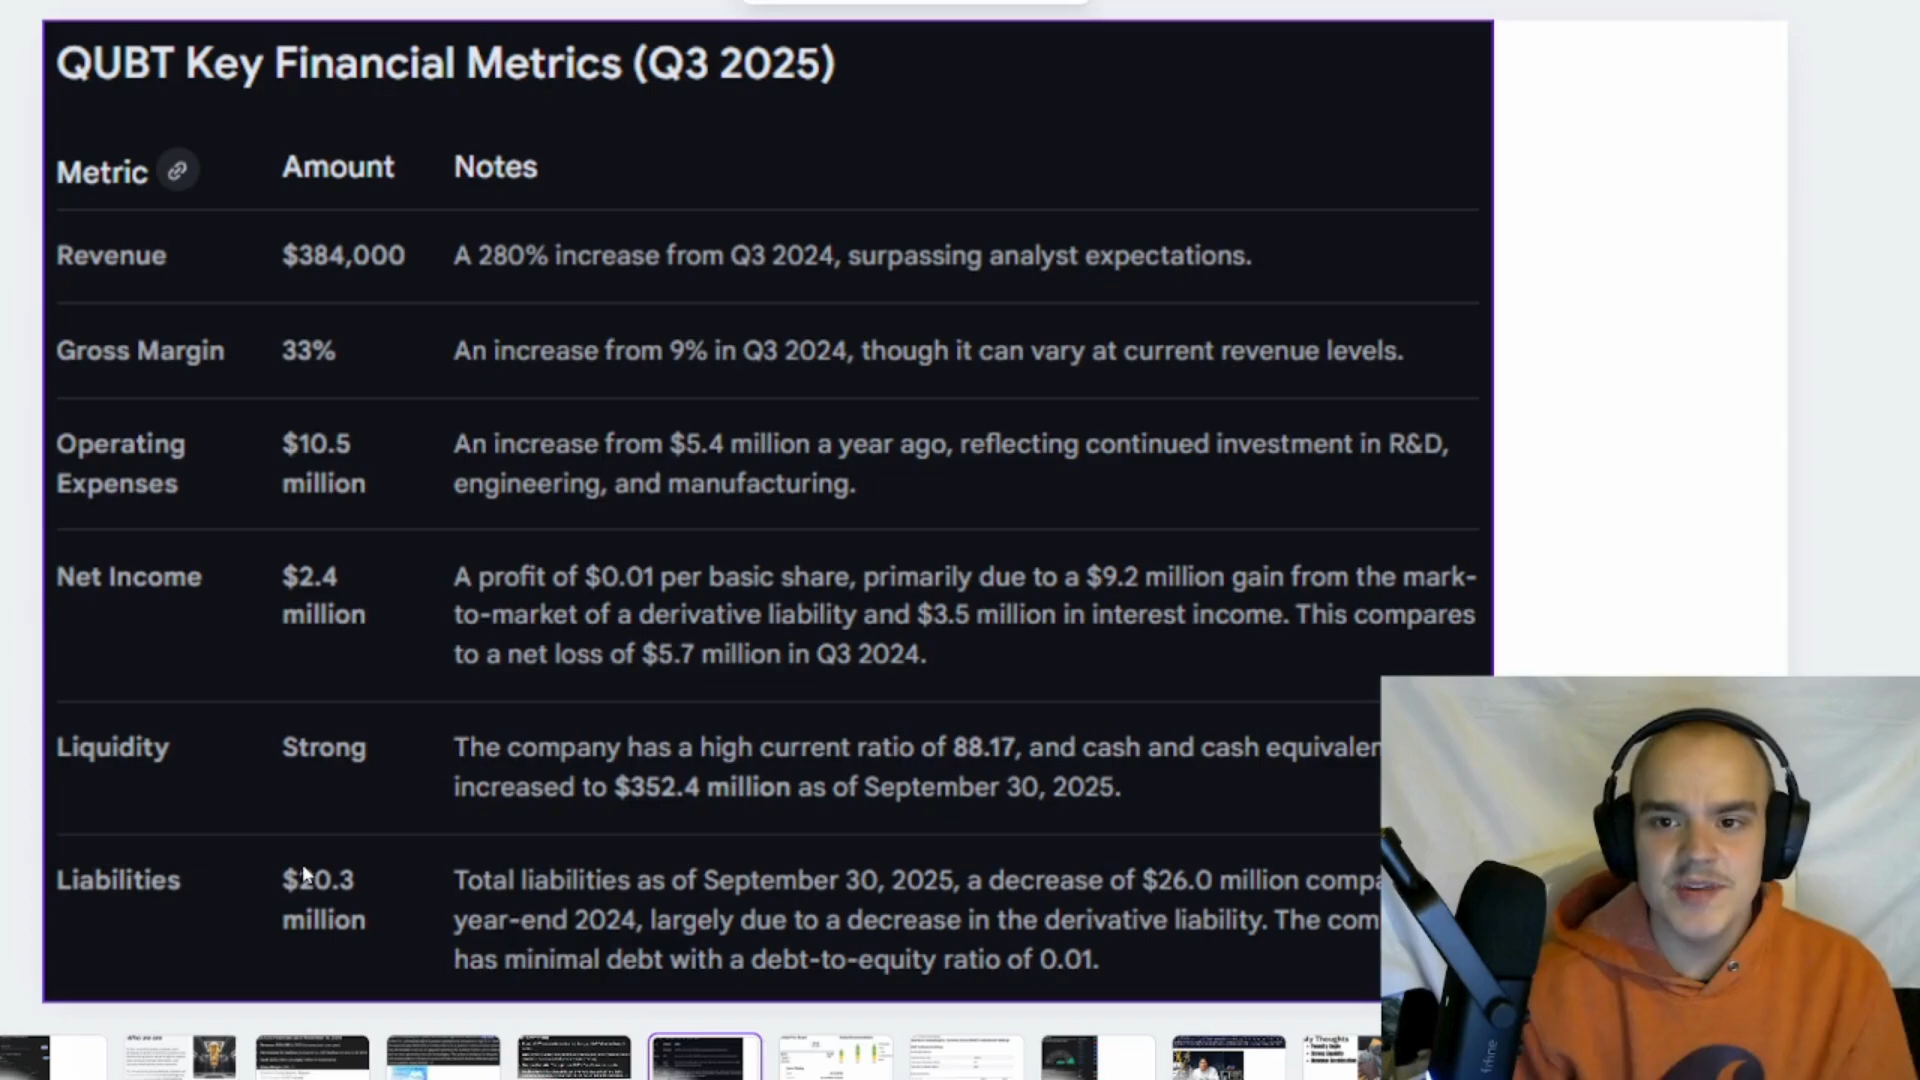 QUBT Key Financial Metrics (Q3 2025)
Metric Amount Notes
Revenue $384,000 A 280% increase from Q3 2024, surpassing analyst expectations.
Gross Margin 33% An increase from 9% in Q3 2024, though it can vary at current revenue levels.
Operating Expenses $10.5 million An increase from $5.4 million a year ago, reflecting continued investment in R&D,
engineering, and manufacturing.
Net Income $2.4 million A profit of $0.01 per basic share, primarily due to a $9.2 million gain from the mark-
to-market of a derivative liability and $3.5 million in interest income. This compares
to a net loss of $5.7 million in Q3 2024.
Liquidity Strong The company has a high current ratio of 88.17, and cash and cash equivalen
increased to $352.4 million as of September 30, 2025.
Liabilities $20.3 million Total liabilities as of September 30, 2025, a decrease of $26.0 million compa
year-end 2024, largely due to a decrease in the derivative liability. The com
has minimal debt with a debt-to-equity ratio of 0.01.
Who we are
fifine